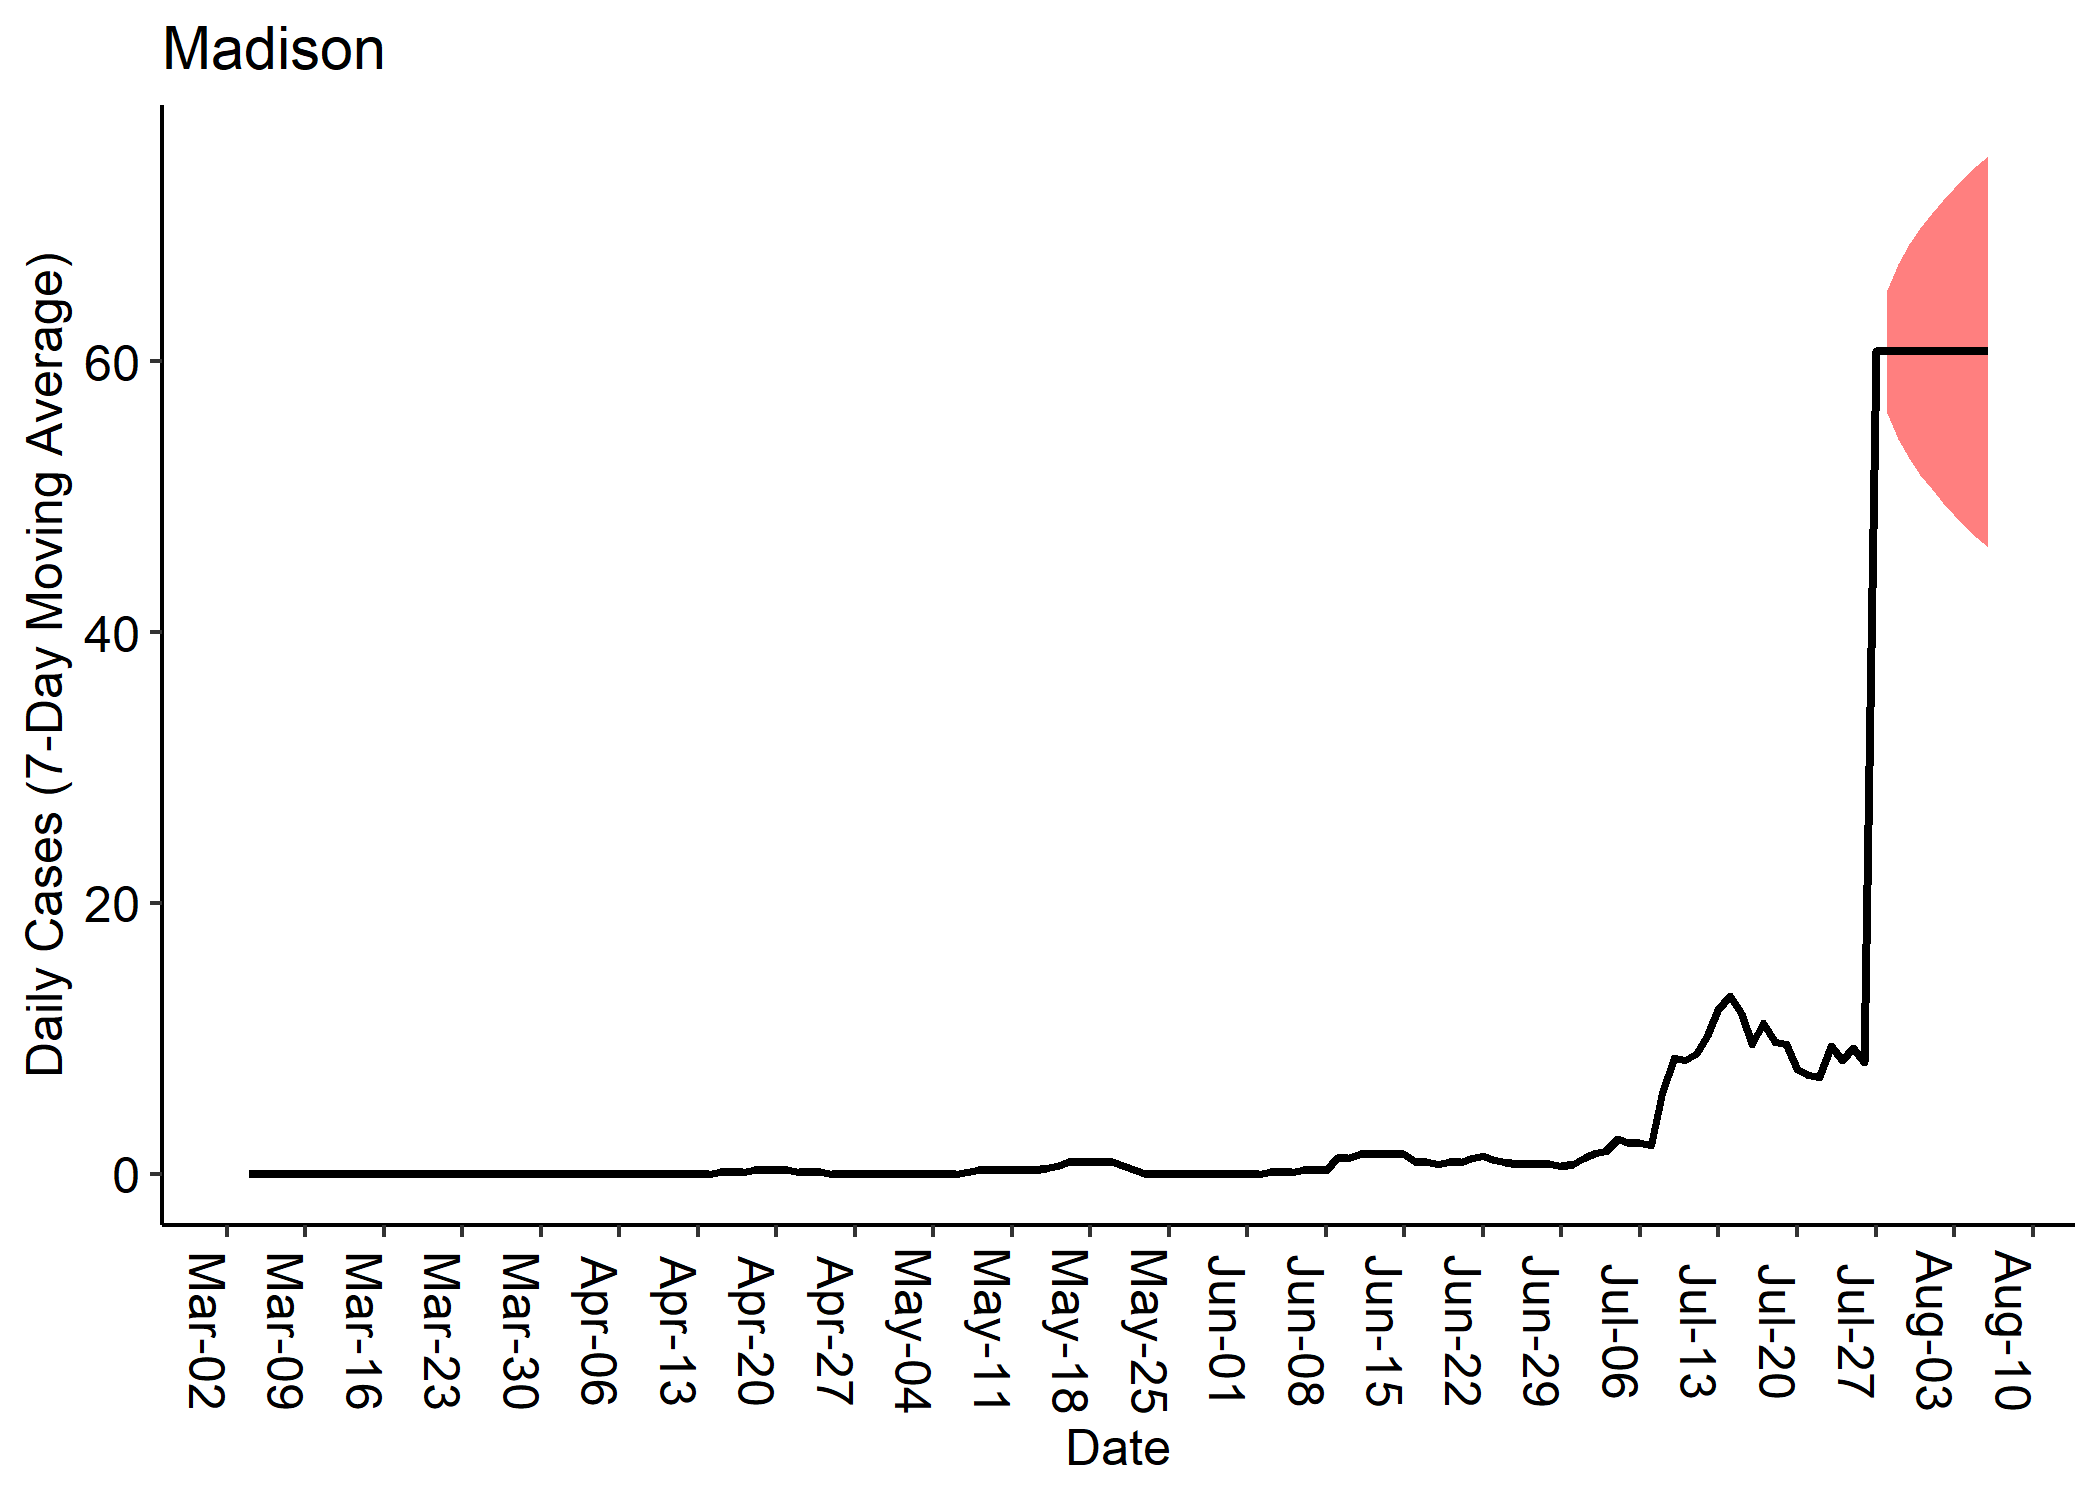 Madison
Daily Cases (7-Day Moving Average)
60
40
20
0
Mar-02
Mar-09
Mar-16
Mar-23
Mar-30
Apr-06
Apr-13
Apr-20
Apr-27
May-04
May-11
May-18
May-25
Jun-01
Jun-08
Jun-15
Jun-22
Jun-29
Jul-06
Jul-13
Jul-20
Jul-27
Aug-03
Aug-10
Date